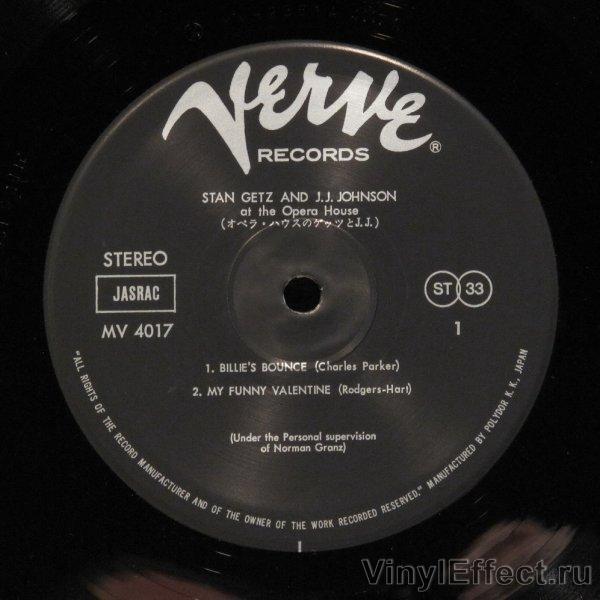 Verve
RECORDS ®
STAN GETZ AND J.J. JOHNSON
at the Opera House
(オペラ・ハウスのゲッツとJ.J.)
STEREO
JASRAC
MV 4017
ST 33
1
1. BILLIE'S BOUNCE (Charles Parker)
2. MY FUNNY VALENTINE (Rodgers-Hart)
(Under the Personal supervision
of Norman Granz)
"ALL RIGHTS OF THE RECORD MANUFACTURER AND OF THE OWNER OF THE WORK RECORDED RESERVED." MANUFACTURED BY POLYDOR K.K., JAPAN
VinylEffect.ru